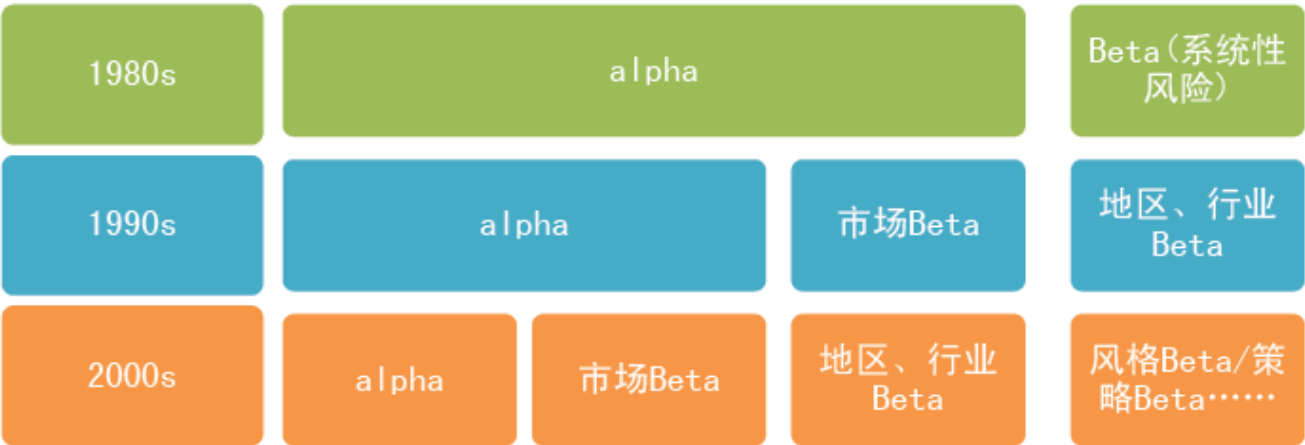 1980s
alpha
Beta(系统性
风险)
1990s
alpha
市场Beta
地区、行业
Beta
2000s
alpha
市场Beta
地区、行业
Beta
风格Beta/策
略Beta……